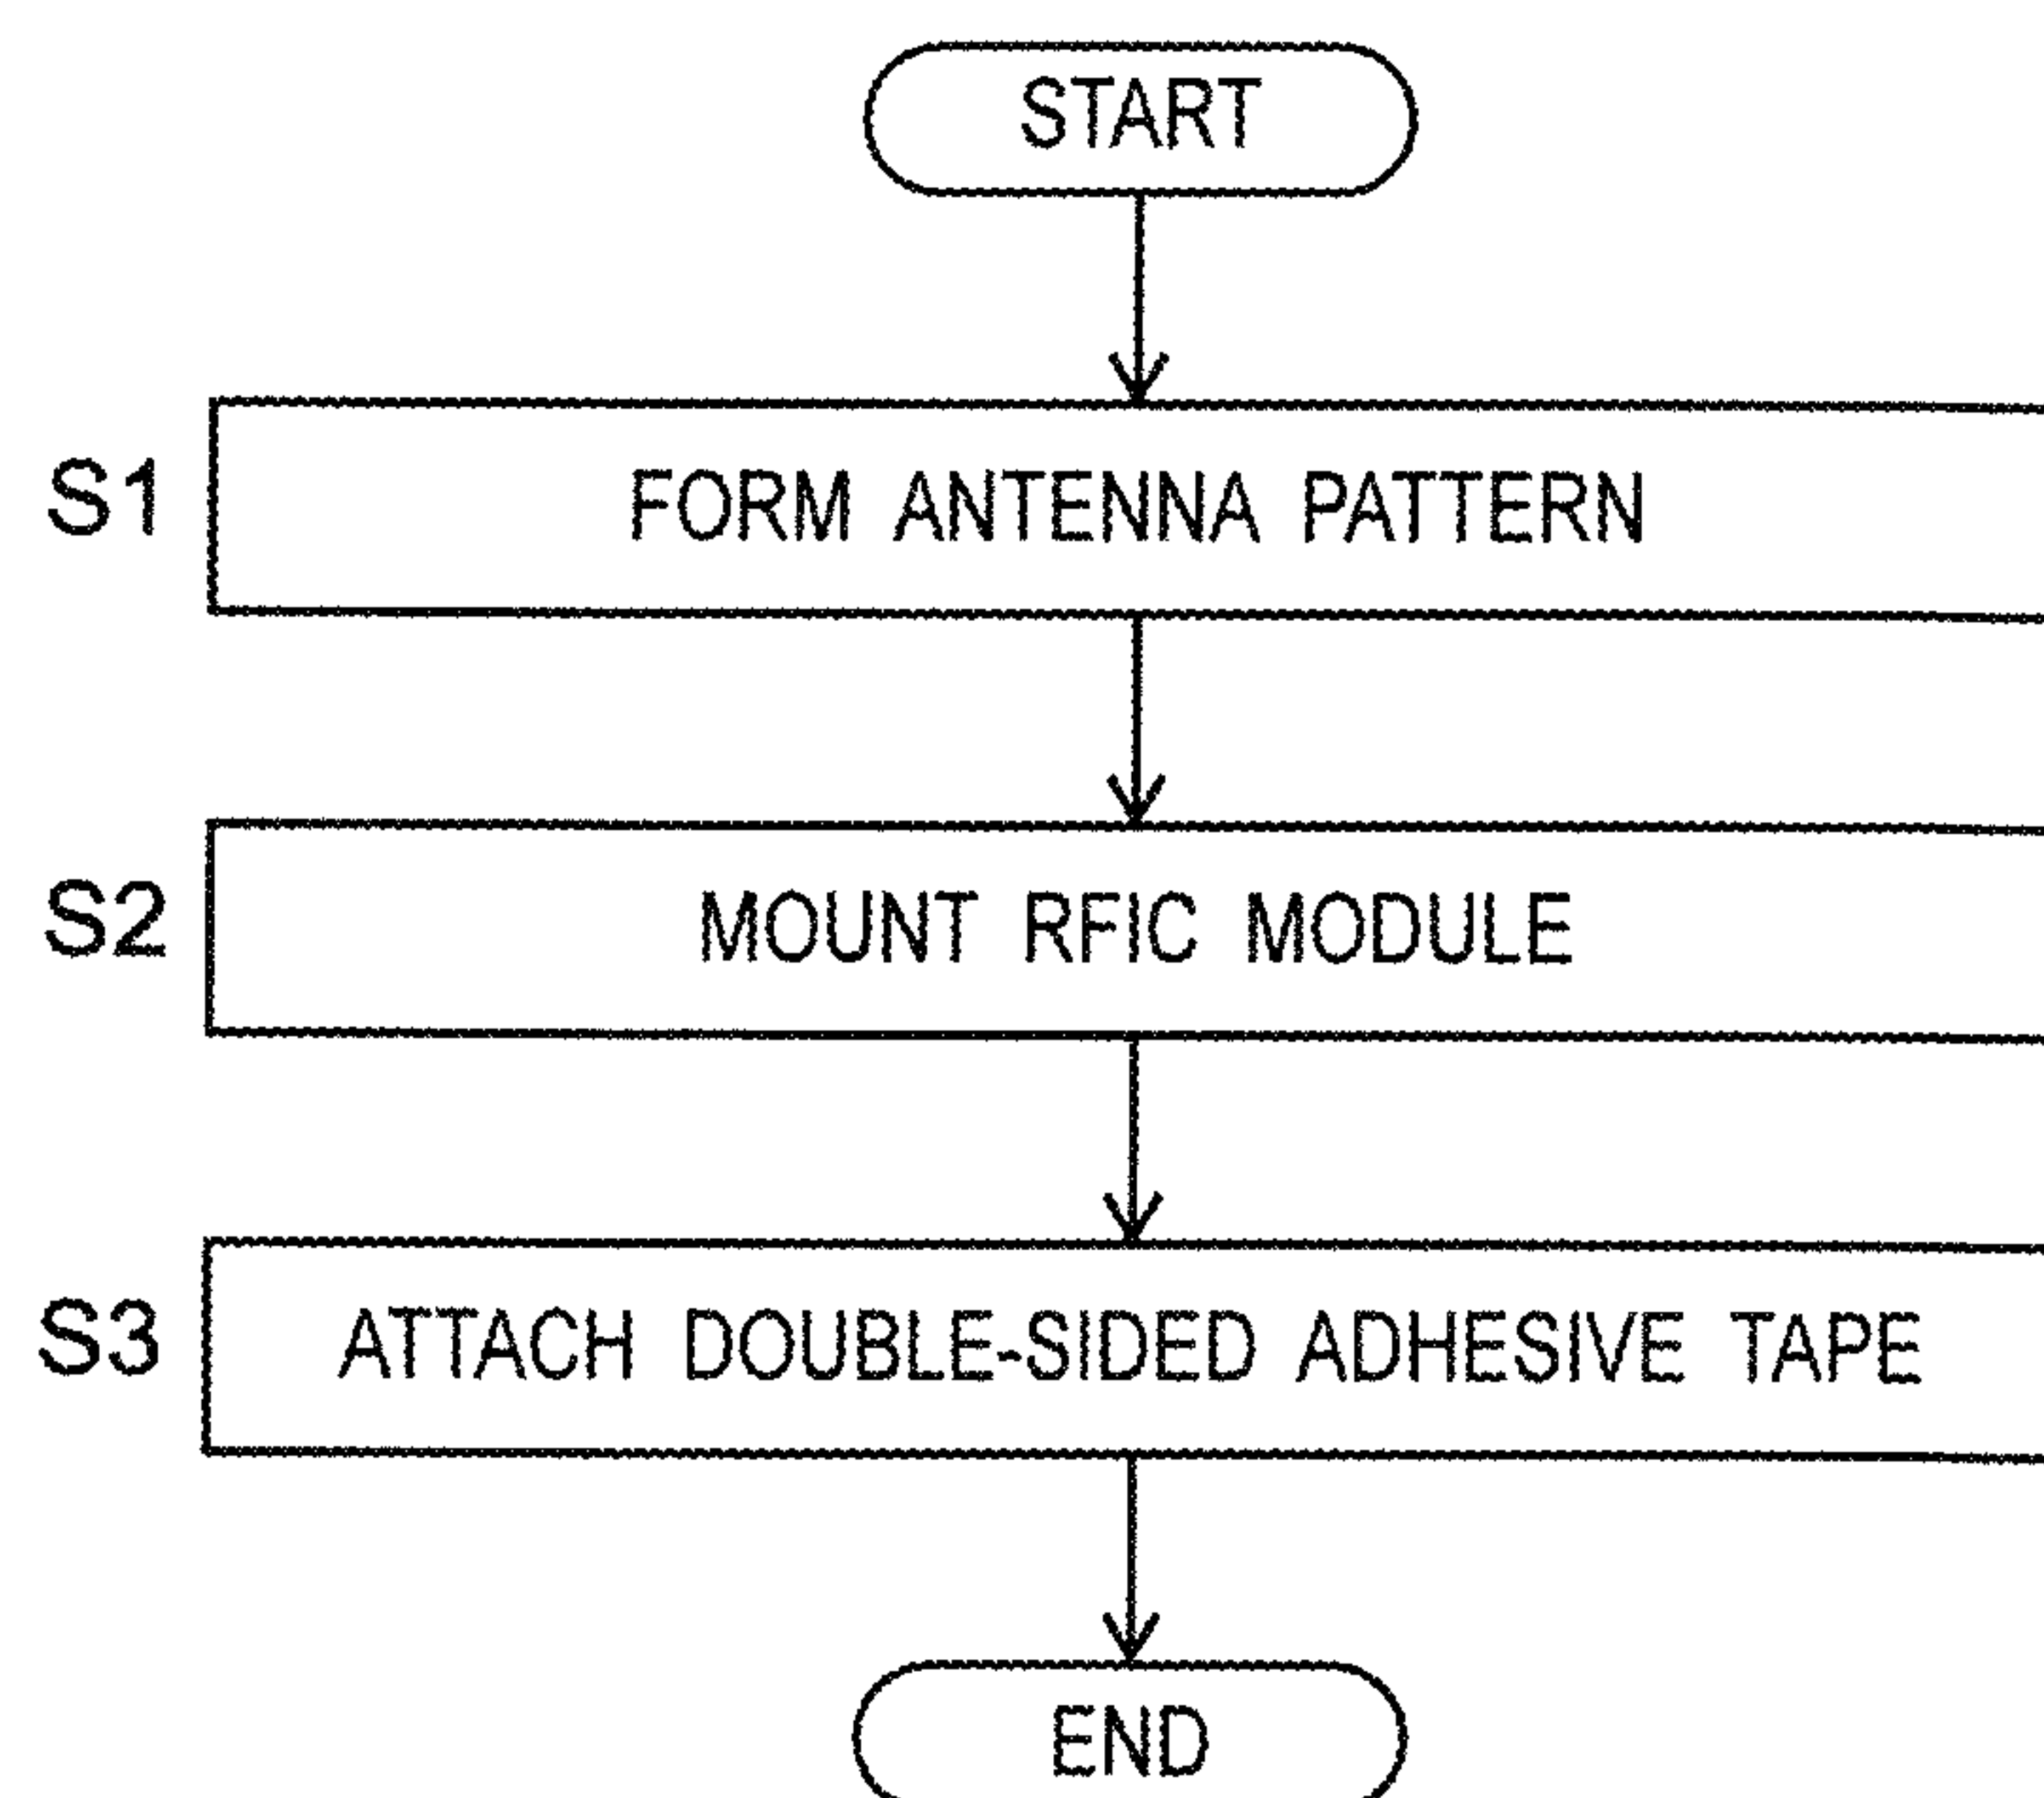 START
S1 FORM ANTENNA PATTERN
S2 MOUNT RFIC MODULE
S3 ATTACH DOUBLE-SIDED ADHESIVE TAPE
END